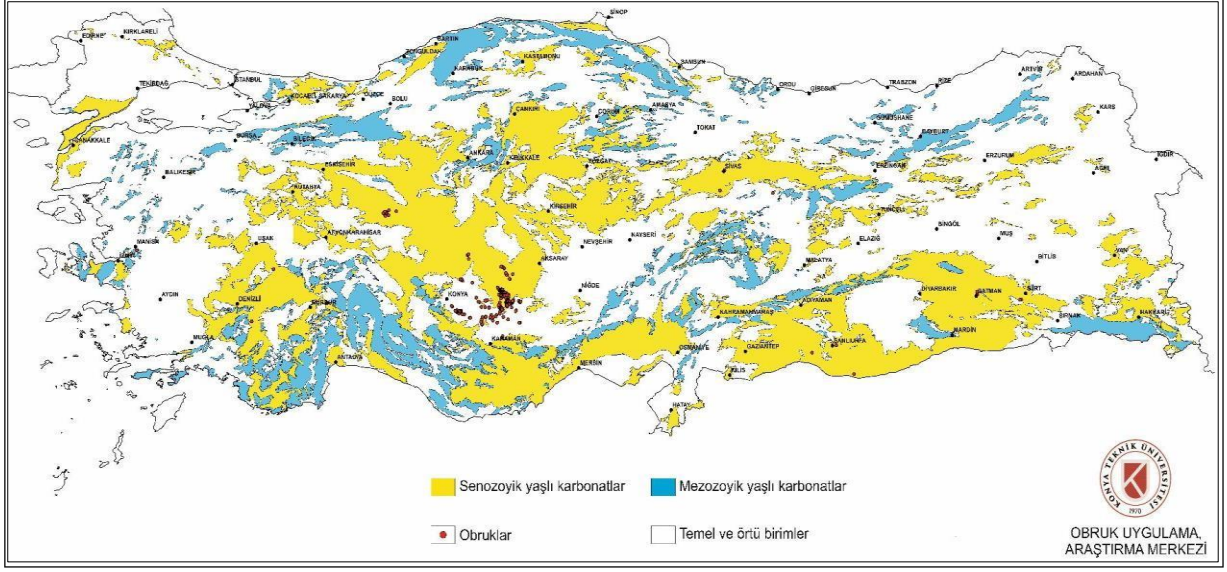 SİNOP
EDİRNE
KIRKLARELİ
BARTIN
ZONGULDAK
KASTAMONU
KARABÜK
SAMSUN
TEKİRDAĞ
İSTANBUL
KOCAELİ
SAKARYA
DÜZCE
BOLU
YALOVA
ÇANKIRI
ÇORUM
AMASYA
ORDU
GİRESUN
TRABZON
RİZE
ARTVİN
ARDAHAN
KARS
TOKAT
GÜMÜŞHANE
BAYBURT
ÇANAKKALE
BURSA
BİLECİK
ANKARA
KIRIKKALE
YOZGAT
SİVAS
ERZİNCAN
ERZURUM
AĞRI
IĞDIR
BALIKESİR
ESKİŞEHİR
KÜTAHYA
KIRŞEHİR
TUNCELİ
BİNGÖL
MUŞ
MANİSA
İZMİR
UŞAK
AFYONKARAHİSAR
NEVŞEHİR
KAYSERİ
ELAZIĞ
BİTLİS
VAN
AKSARAY
MALATYA
AYDIN
DENİZLİ
KONYA
NİĞDE
KAHRAMANMARAŞ
ADIYAMAN
DİYARBAKIR
BATMAN
SİİRT
ŞIRNAK
HAKKARİ
MARDİN
MUĞLA
ANTALYA
KARAMAN
MERSİN
OSMANİYE
GAZİANTEP
ŞANLIURFA
KİLİS
HATAY
Senozoyik yaşlı karbonatlar
Mezozoyik yaşlı karbonatlar
Obruklar
Temel ve örtü birimler
KONYA TEKNİK ÜNİVERSİTESİ
1970
OBRUK UYGULAMA,
ARAŞTIRMA MERKEZİ